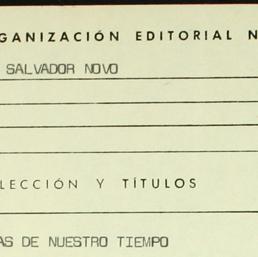 GANIZACIÓN EDITORIAL N
SALVADOR NOVO
LECCIÓN Y TÍTULOS
AS DE NUESTRO TIEMPO